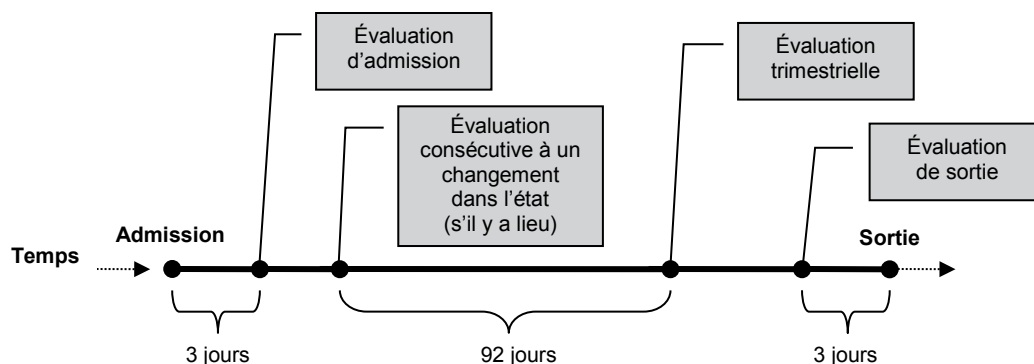 Évaluation
d’admission
Évaluation
trimestrielle
Évaluation
consécutive à un
changement
dans l’état
(s’il y a lieu)
Évaluation
de sortie
Temps
Admission
Sortie
3 jours
92 jours
3 jours